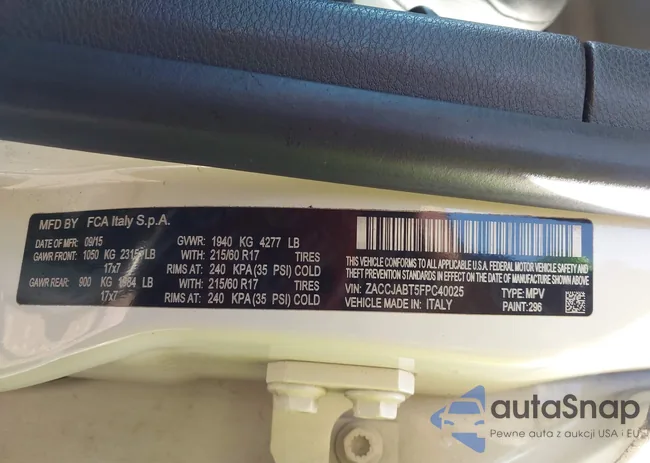 MFD BY FCA Italy S.p.A.
DATE OF MFR: 09/15 GVWR: 1940 KG 4277 LB
GAWR FRONT: 1050 KG 2315 LB WITH: 215/60 R17 TIRES
17x7 RIMS AT: 240 KPA (35 PSI) COLD
GAWR REAR: 900 KG 1984 LB WITH: 215/60 R17 TIRES
17x7 RIMS AT: 240 KPA (35 PSI) COLD
THIS VEHICLE CONFORMS TO ALL APPLICABLE U.S.A. FEDERAL MOTOR VEHICLE SAFETY
AND THEFT PREVENTION STANDARDS IN EFFECT ON THE DATE OF MANUFACTURE SHOWN ABOVE
VIN: ZACCJABT5FPC40025 TYPE: MPV
VEHICLE MADE IN: ITALY PAINT: 296
autaSnap
Pewne auta z aukcji USA i EU